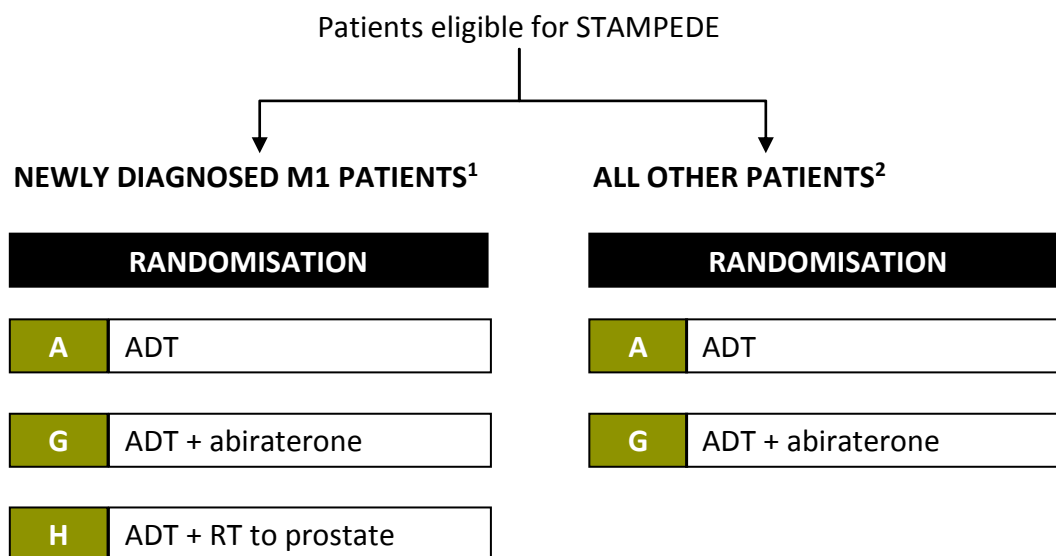 Patients eligible for STAMPEDE
NEWLY DIAGNOSED M1 PATIENTS¹
ALL OTHER PATIENTS²
RANDOMISATION
RANDOMISATION
A ADT
A ADT
G ADT + abiraterone
G ADT + abiraterone
H ADT + RT to prostate